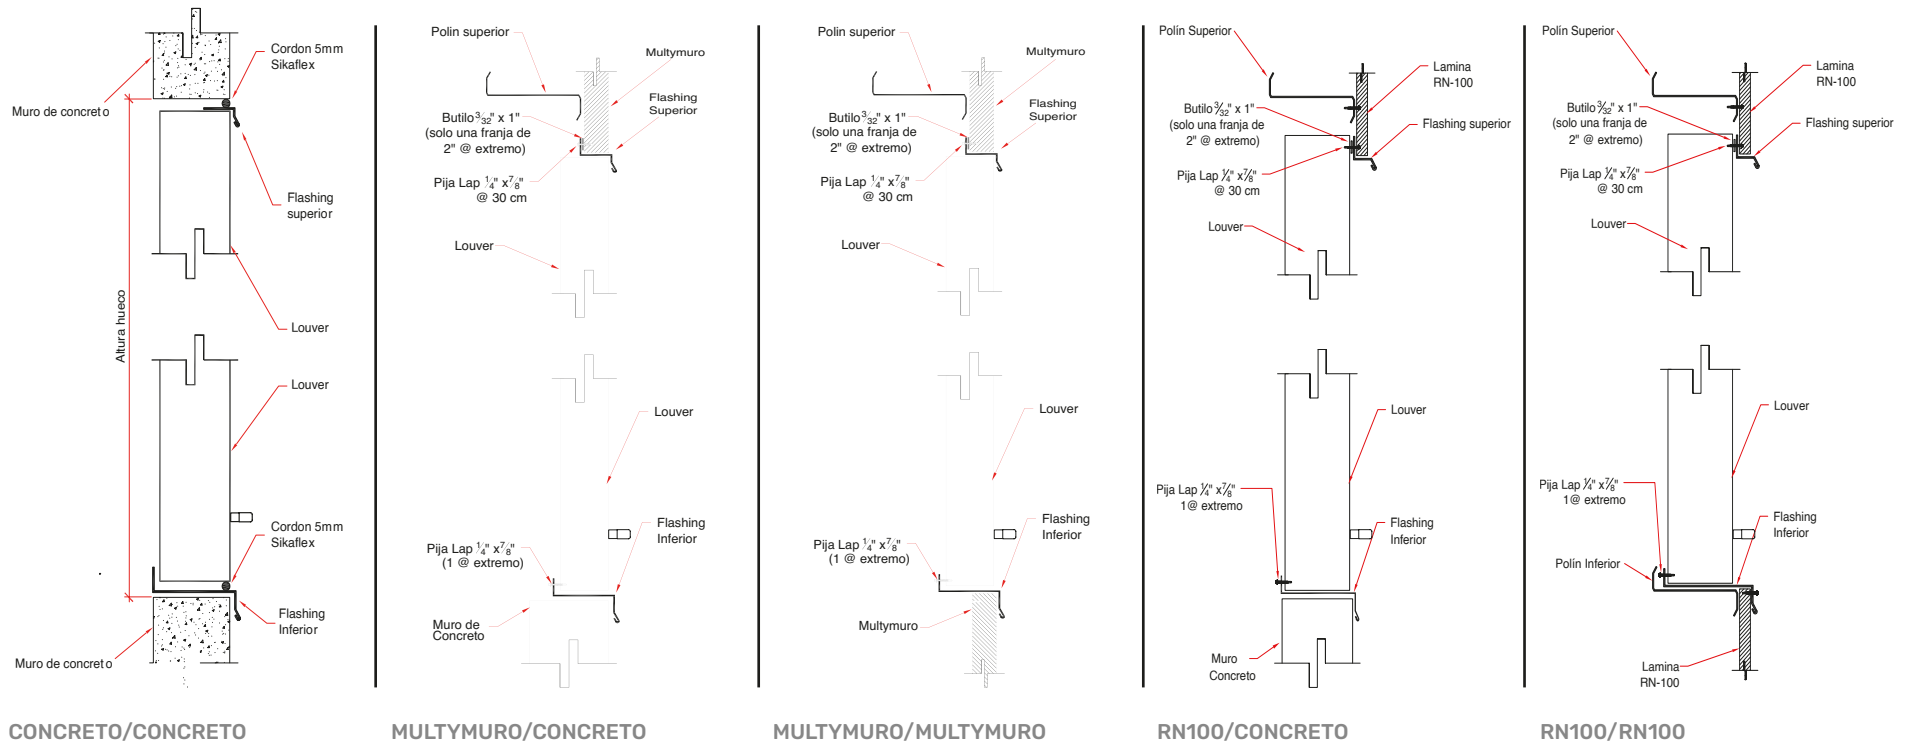 Cordon 5mm
Sikaflex
Muro de concreto
Flashing
superior
Altura hueco
Louver
Louver
Cordon 5mm
Sikaflex
Flashing
Inferior
Muro de concreto
CONCRETO/CONCRETO
Polin superior
Multymuro
Flashing
Superior
Butilo 3/32" x 1"
(solo una franja de
2" @ extremo)
Pija Lap 1/4" x7/8"
@ 30 cm
Louver
Louver
Flashing
Inferior
Pija Lap 1/4" x7/8"
(1 @ extremo)
Muro de
Concreto
MULTYMURO/CONCRETO
Polin superior
Multymuro
Flashing
Superior
Butilo 3/32" x 1"
(solo una franja de
2" @ extremo)
Pija Lap 1/4" x7/8"
@ 30 cm
Louver
Louver
Flashing
Inferior
Pija Lap 1/4" x7/8"
(1 @ extremo)
Multymuro
MULTYMURO/MULTYMURO
Polín Superior
Lamina
RN-100
Butilo 3/32" x 1"
(solo una franja de
2" @ extremo)
Flashing superior
Pija Lap 1/4" x7/8"
@ 30 cm
Louver
Louver
Pija Lap 1/4" x7/8"
1@ extremo
Flashing
Inferior
Muro
Concreto
RN100/CONCRETO
Polín Superior
Lamina
RN-100
Butilo 3/32" x 1"
(solo una franja de
2" @ extremo)
Flashing superior
Pija Lap 1/4" x7/8"
@ 30 cm
Louver
Louver
Pija Lap 1/4" x7/8"
1@ extremo
Flashing
Inferior
Polín Inferior
Lamina
RN-100
RN100/RN100